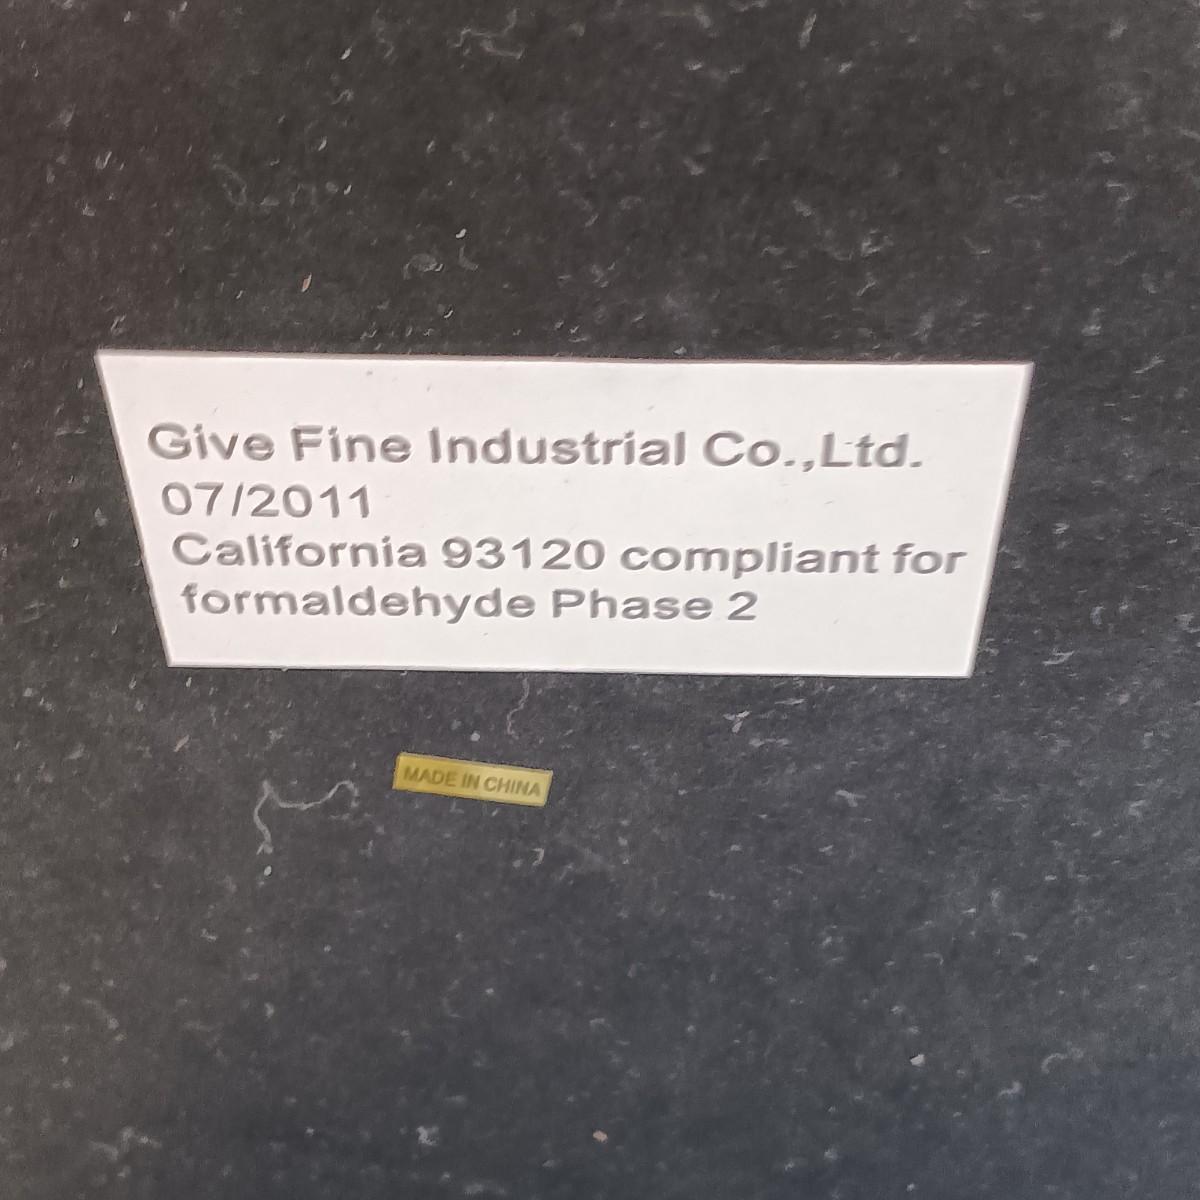 Give Fine Industrial Co.,Ltd.
07/2011
California 93120 compliant for
formaldehyde Phase 2
MADE IN CHINA